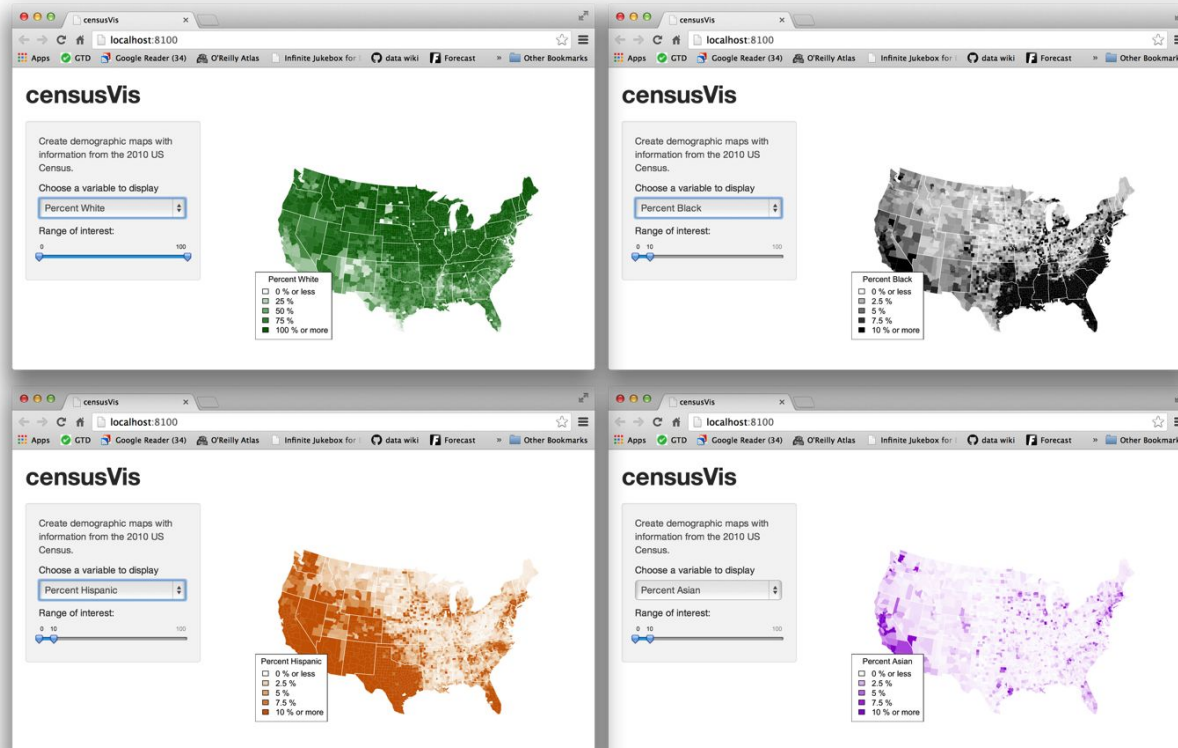 censusVis
localhost:8100
Apps GTD Google Reader (34) O'Reilly Atlas Infinite Jukebox for data wiki Forecast » Other Bookmarks
censusVis
Create demographic maps with
information from the 2010 US
Census.
Choose a variable to display
Percent White
Range of interest:
0 100
Percent White
0 % or less
25 %
50 %
75 %
100 % or more
censusVis
localhost:8100
Apps GTD Google Reader (34) O'Reilly Atlas Infinite Jukebox for data wiki Forecast » Other Bookmark
censusVis
Create demographic maps with
information from the 2010 US
Census.
Choose a variable to display
Percent Black
Range of interest:
0 10 100
Percent Black
0 % or less
2.5 %
5 %
7.5 %
10 % or more
censusVis
localhost:8100
Apps GTD Google Reader (34) O'Reilly Atlas Infinite Jukebox for data wiki Forecast » Other Bookmarks
censusVis
Create demographic maps with
information from the 2010 US
Census.
Choose a variable to display
Percent Hispanic
Range of interest:
0 10 100
Percent Hispanic
0 % or less
2.5 %
5 %
7.5 %
10 % or more
censusVis
localhost:8100
Apps GTD Google Reader (34) O'Reilly Atlas Infinite Jukebox for data wiki Forecast » Other Bookmark
censusVis
Create demographic maps with
information from the 2010 US
Census.
Choose a variable to display
Percent Asian
Range of interest:
0 10 100
Percent Asian
0 % or less
2.5 %
5 %
7.5 %
10 % or more